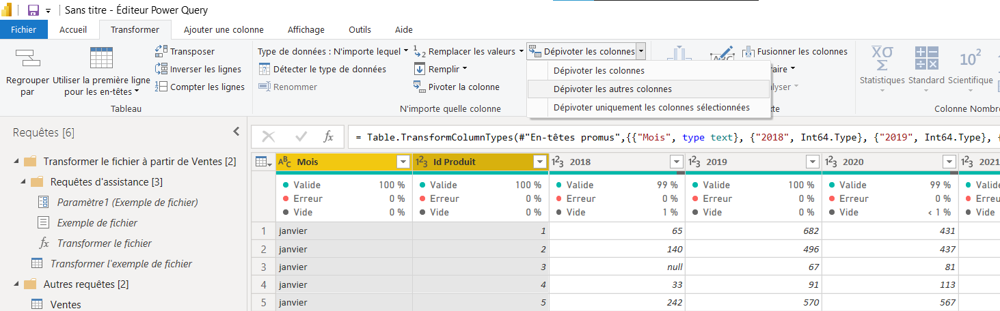 Sans titre - Éditeur Power Query
Fichier Accueil Transformer Ajouter une colonne Affichage Outils Aide
Regrouper par
Utiliser la première ligne pour les en-têtes
Transposer
Inverser les lignes
Compter les lignes
Tableau
Type de données : N'importe lequel
Détecter le type de données
Renommer
Remplacer les valeurs
Remplir
Pivoter la colonne
N'importe quelle colonne
Dépivoter les colonnes
Dépivoter les colonnes
Dépivoter les autres colonnes
Dépivoter uniquement les colonnes sélectionnées
Fusionner les colonnes
raire
alyser
xte
Statistiques
Standard
Scientifique
Colonne Nombre
Requêtes [6]
Transformer le fichier à partir de Ventes [2]
Requêtes d'assistance [3]
Paramètre1 (Exemple de fichier)
Exemple de fichier
Transformer le fichier
Transformer l'exemple de fichier
Autres requêtes [2]
Ventes
= Table.TransformColumnTypes(#"En-têtes promus",{{"Mois", type text}, {"2018", Int64.Type}, {"2019", Int64.Type}, {
Mois Id Produit 2018 2019 2020 2021
Valide 100 % Valide 100 % Valide 99 % Valide 100 % Valide 99 % Valide
Erreur 0 % Erreur 0 % Erreur 0 % Erreur 0 % Erreur 0 % Erreu
Vide 0 % Vide 0 % Vide 1 % Vide 0 % Vide < 1 % Vide
1 janvier 1 65 682 431
2 janvier 2 140 496 437
3 janvier 3 null 67 81
4 janvier 4 33 91 113
5 janvier 5 242 570 567